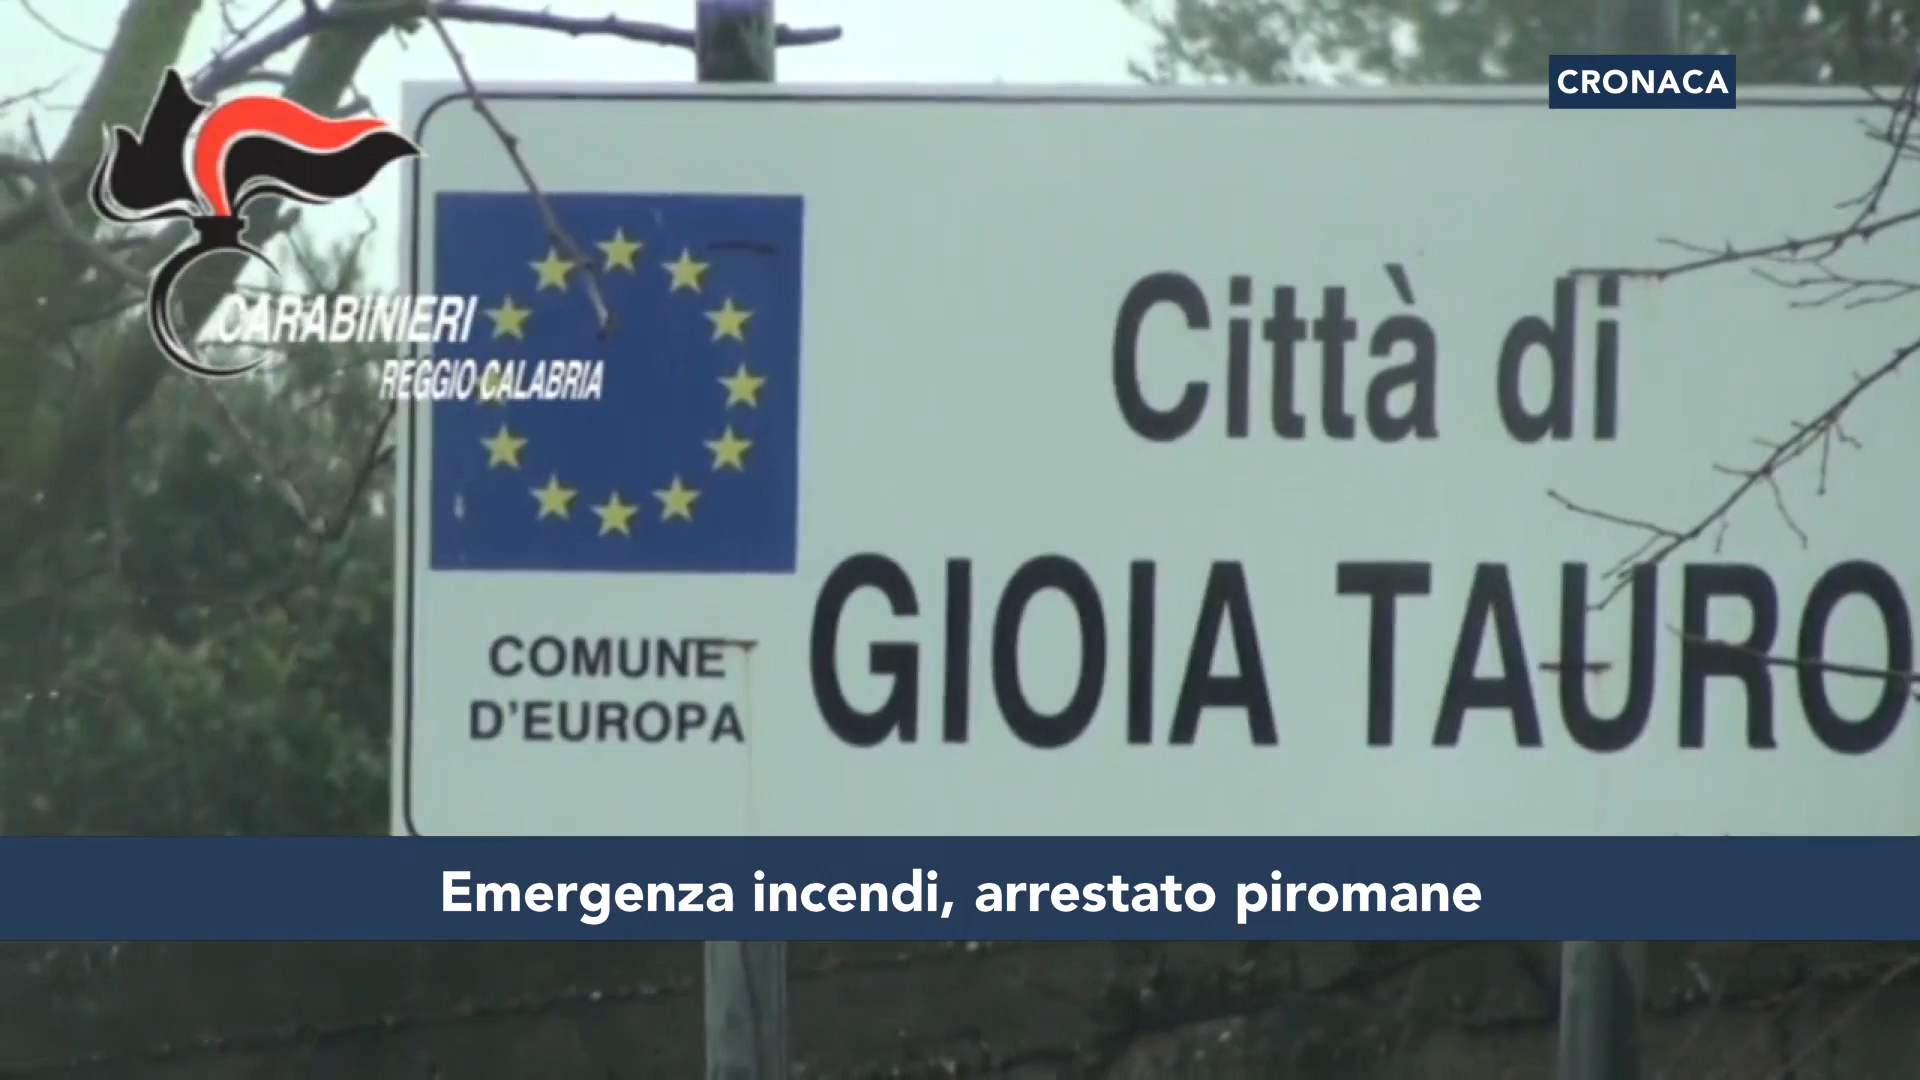 CRONACA
CARABINIERI
REGGIO CALABRIA
Città di
GIOIA TAURO
COMUNE
D'EUROPA
Emergenza incendi, arrestato piromane